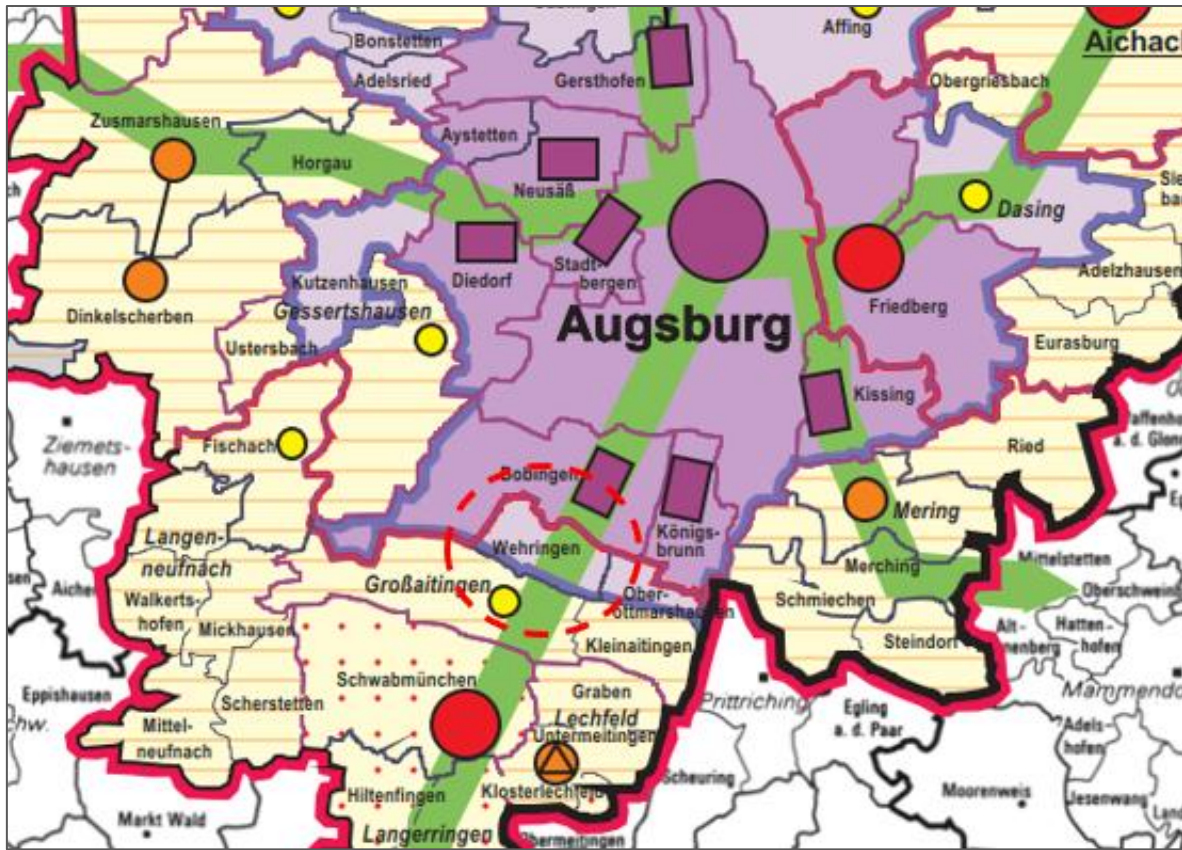 Bonstetten
Affing
Aichach
Adelsried
Gersthofen
Obergriesbach
Zusmarshausen
Aystetten
Horgau
Neusäß
Dasing
Diedorf
Stadt-
bergen
Kutzenhausen
Gessertshausen
Adelzhausen
Dinkelscherben
Augsburg
Friedberg
Ustersbach
Eurasburg
Kissing
Ziemets-
hausen
Fischach
Ried
Bobingen
Mering
Königs-
brunn
Langen-
neufnach
Wehringen
Mittelstetten
Merching
Großaitingen
Ober-
ottmarshausen
Walkerts-
hofen
Mickhausen
Schmiechen
Hatten-
hofen
Steindorf
Kleinaitingen
Eppishausen
Schwabmünchen
Graben
Scherstetten
Lechfeld
Untermeitingen
Prittriching
Egling
a. d. Paar
Mammendo
Mittel-
neufnach
Adels-
hofen
Scheuring
Hiltenfingen
Moorenweis
Jesenwang
Markt Wald
Langerringen